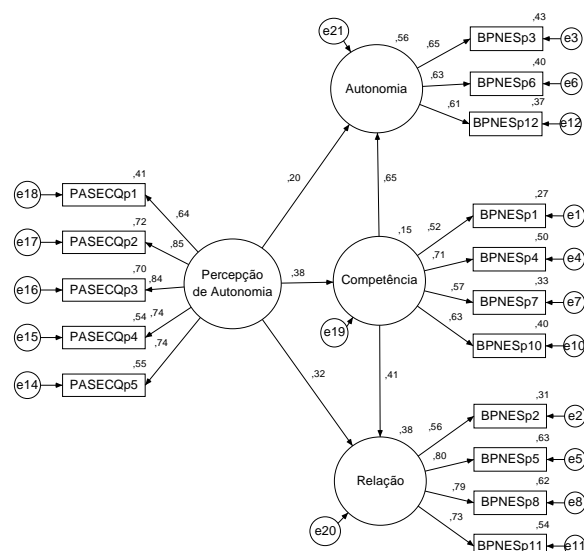 e21
,56
,65
,43
BPNESp3
e3
,63
,40
BPNESp6
e6
Autonomia
,61
,37
BPNESp12
e12
,20
,65
e18
,41
PASECQp1
,64
e17
,72
PASECQp2
,85
e16
,70
PASECQp3
,84
e15
,54
PASECQp4
,74
e14
,55
PASECQp5
,74
Percepção
de Autonomia
,38
,15
Competência
e19
,52
,27
BPNESp1
e1
,71
,50
BPNESp4
e4
,57
,33
BPNESp7
e7
,63
,40
BPNESp10
e10
,32
,41
,38
Relação
e20
,56
,31
BPNESp2
e2
,80
,63
BPNESp5
e5
,79
,62
BPNESp8
e8
,73
,54
BPNESp11
e11